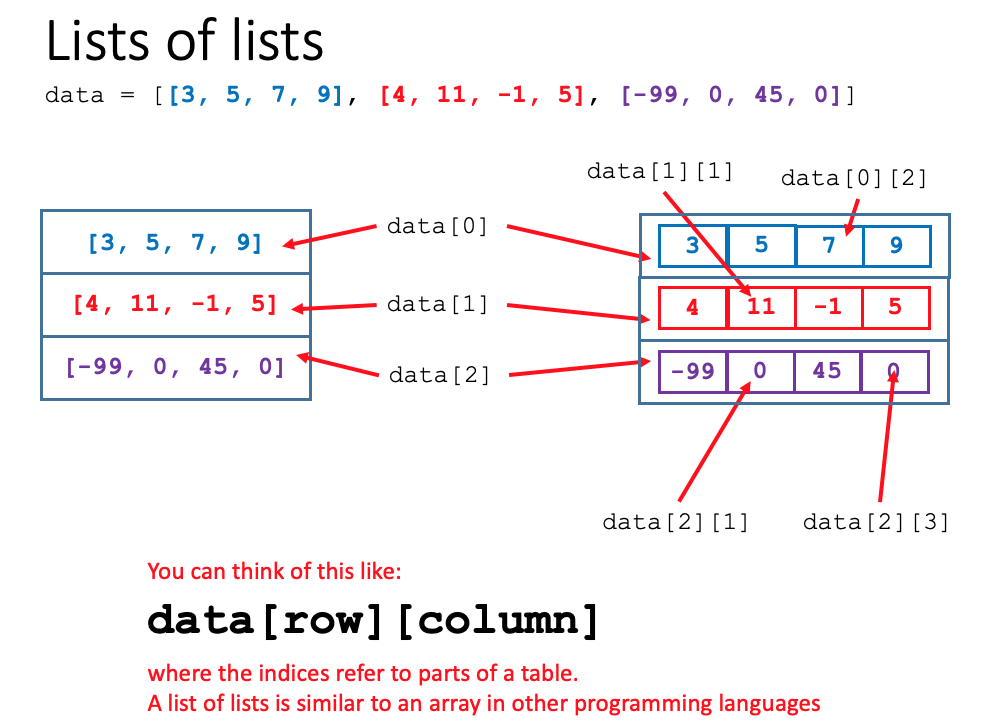 Lists of lists
data = [[3, 5, 7, 9], [4, 11, -1, 5], [-99, 0, 45, 0]]
data[1][1]
data[0][2]
[3, 5, 7, 9]
data[0]
3 5 7 9
[4, 11, -1, 5]
data[1]
4 11 -1 5
[-99, 0, 45, 0]
data[2]
-99 0 45 0
data[2][1]
data[2][3]
You can think of this like:
data[row][column]
where the indices refer to parts of a table.
A list of lists is similar to an array in other programming languages